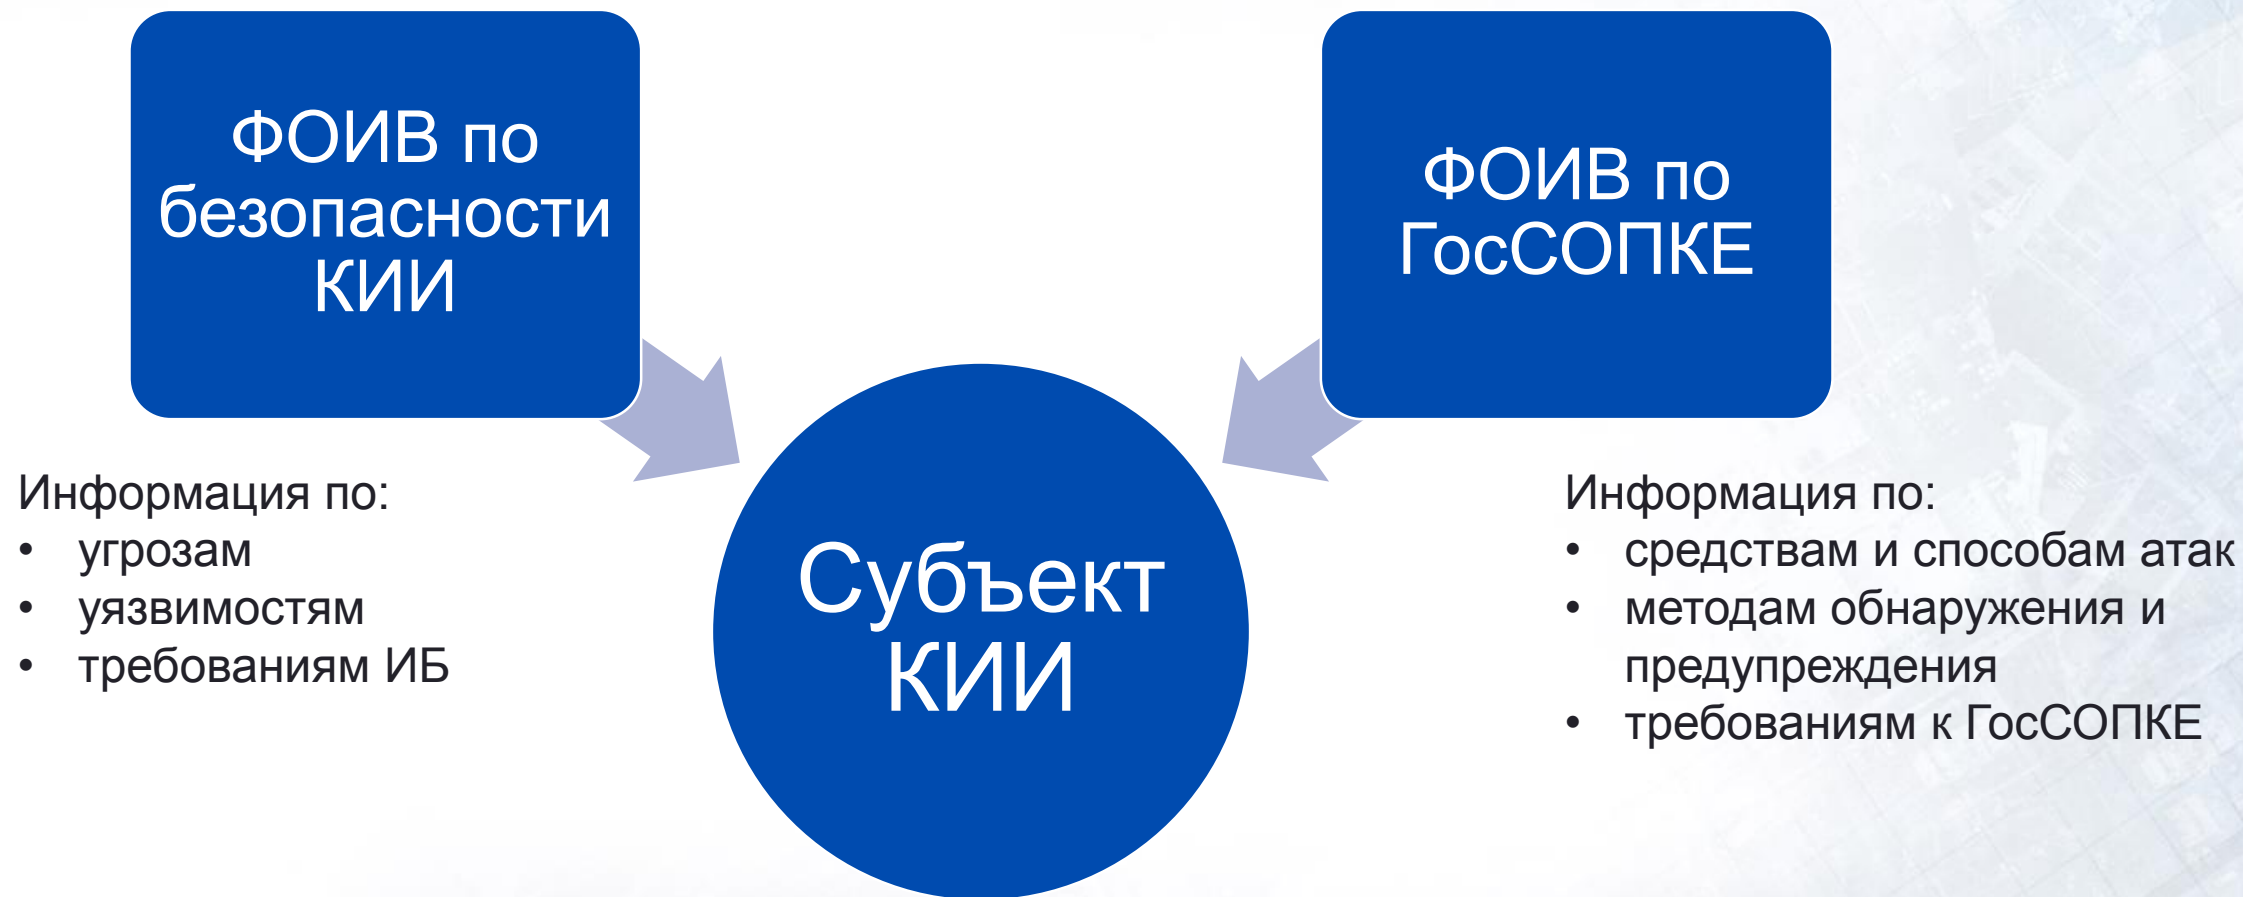 ФОИВ по
безопасности
КИИ
ФОИВ по
ГосСОПКЕ
Информация по:
• угрозам
• уязвимостям
• требованиям ИБ
Субъект
КИИ
Информация по:
• средствам и способам атак
• методам обнаружения и
предупреждения
• требованиям к ГосСОПКЕ